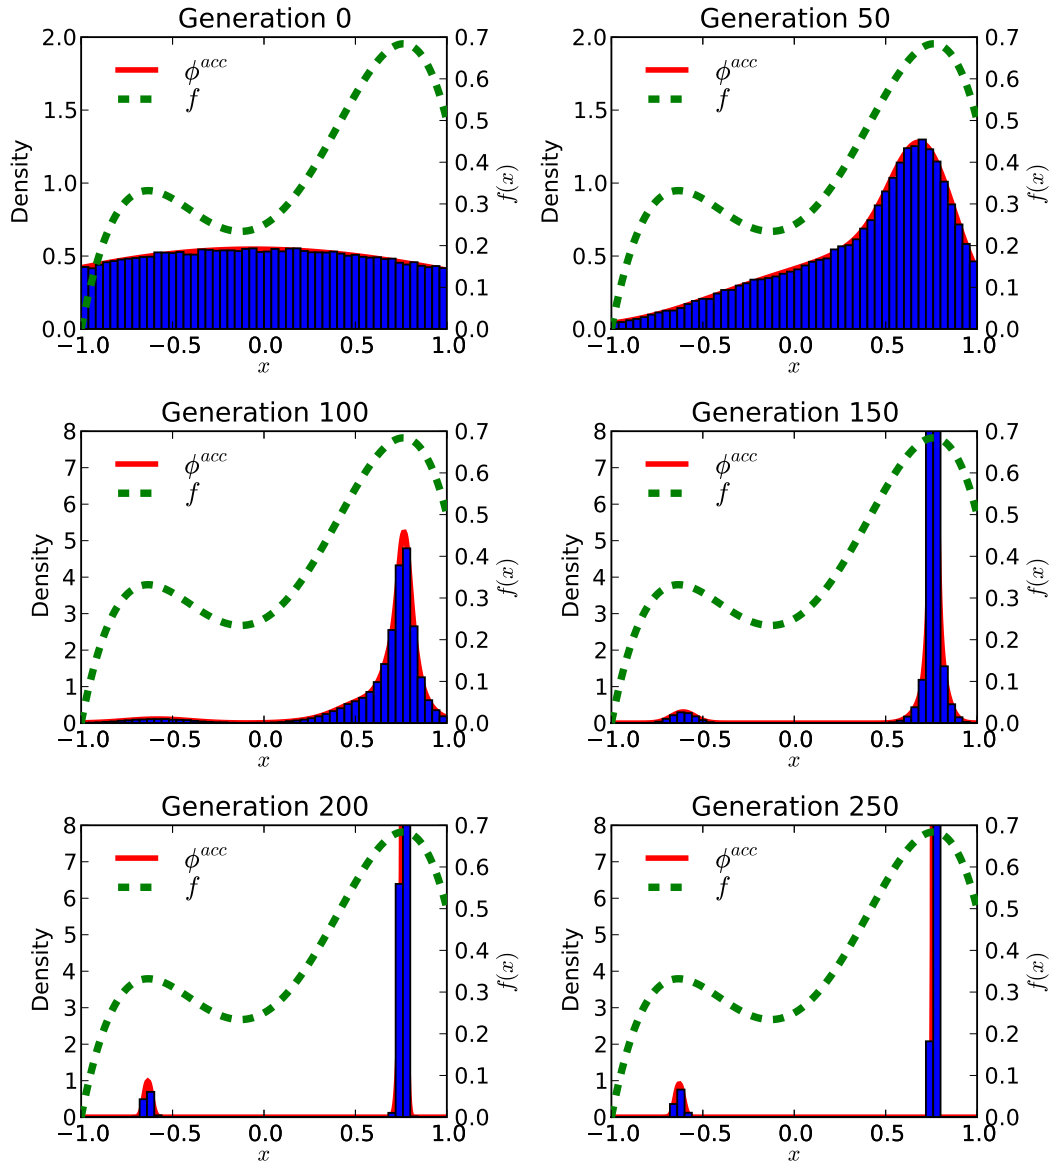 Generation 0
2.0
1.5
1.0
0.5
0.0
Density
ϕ^acc
f
0.7
0.6
0.5
0.4
0.3
0.2
0.1
0.0
f(x)
−1.0 −0.5 0.0 0.5 1.0
x
Generation 50
2.0
1.5
1.0
0.5
0.0
Density
ϕ^acc
f
0.7
0.6
0.5
0.4
0.3
0.2
0.1
0.0
f(x)
−1.0 −0.5 0.0 0.5 1.0
x
Generation 100
8
7
6
5
4
3
2
1
0
Density
ϕ^acc
f
0.7
0.6
0.5
0.4
0.3
0.2
0.1
0.0
f(x)
−1.0 −0.5 0.0 0.5 1.0
x
Generation 150
8
7
6
5
4
3
2
1
0
Density
ϕ^acc
f
0.7
0.6
0.5
0.4
0.3
0.2
0.1
0.0
f(x)
−1.0 −0.5 0.0 0.5 1.0
x
Generation 200
8
7
6
5
4
3
2
1
0
Density
ϕ^acc
f
0.7
0.6
0.5
0.4
0.3
0.2
0.1
0.0
f(x)
−1.0 −0.5 0.0 0.5 1.0
x
Generation 250
8
7
6
5
4
3
2
1
0
Density
ϕ^acc
f
0.7
0.6
0.5
0.4
0.3
0.2
0.1
0.0
f(x)
−1.0 −0.5 0.0 0.5 1.0
x